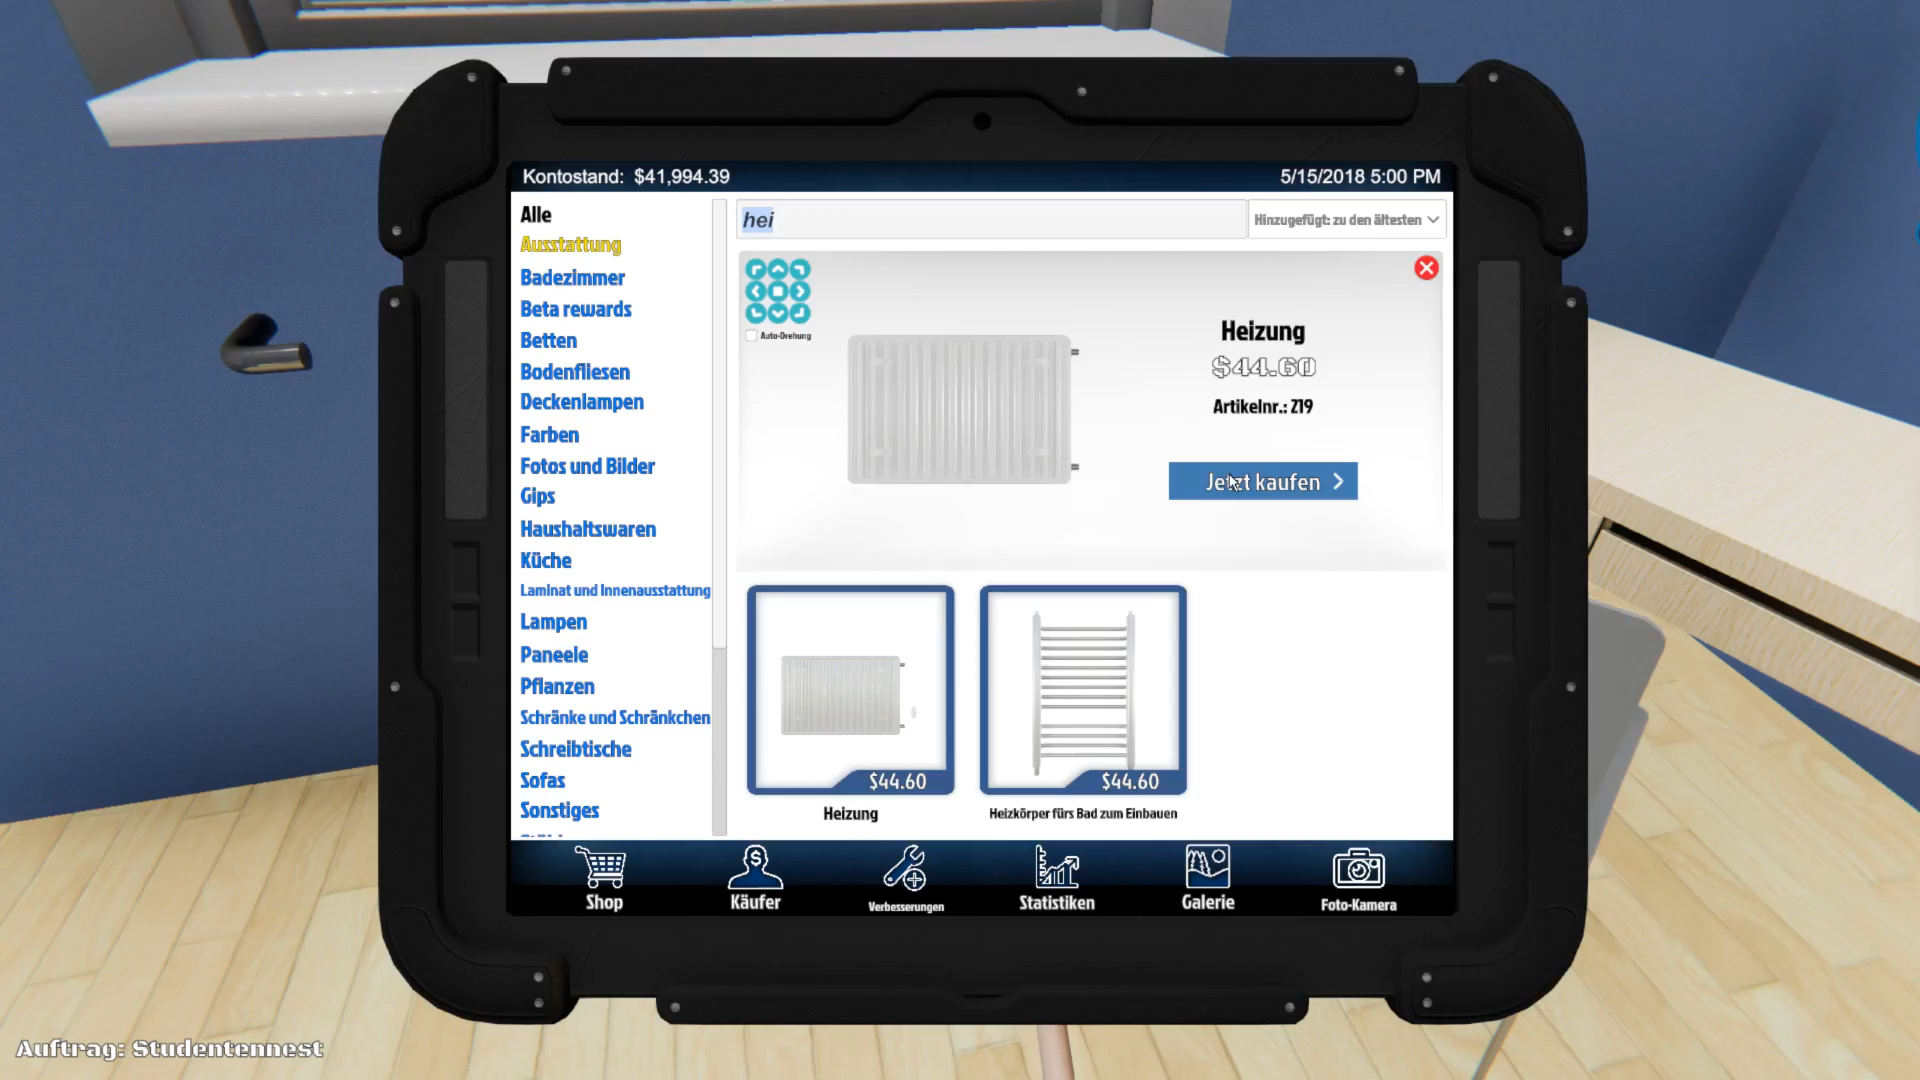 Kontostand: $41,994.39
5/15/2018 5:00 PM
Alle
Ausstattung
Badezimmer
Beta rewards
Betten
Bodenfliesen
Deckenlampen
Farben
Fotos und Bilder
Gips
Haushaltswaren
Küche
Laminat und Innenausstattung
Lampen
Paneele
Pflanzen
Schränke und Schränkchen
Schreibtische
Sofas
Sonstiges
hei
Hinzugefügt: zu den ältesten
Auto-Drehung
Heizung
$44.60
Artikelnr.: Z19
Jetzt kaufen
$44.60
Heizung
$44.60
Heizkörper fürs Bad zum Einbauen
Shop
Käufer
Verbesserungen
Statistiken
Galerie
Foto-Kamera
Auftrag: Studentennest